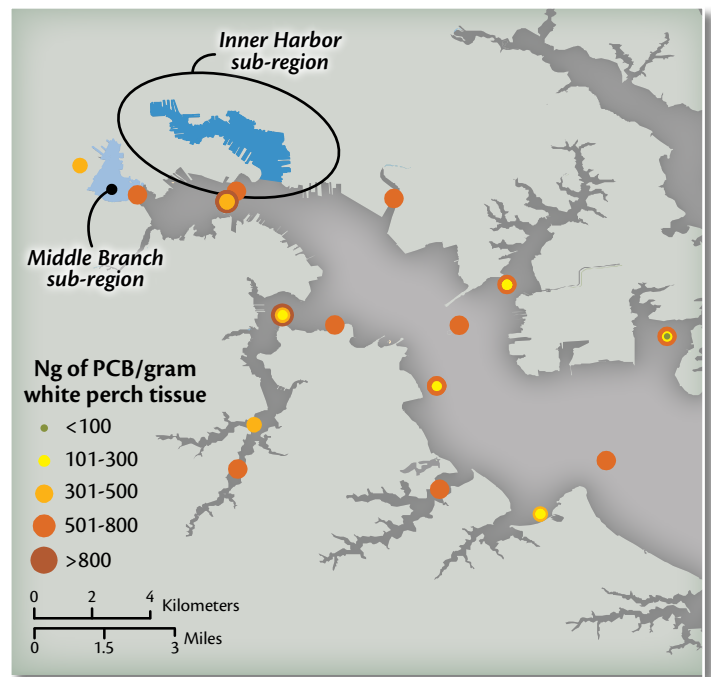 Inner Harbor
sub-region
Middle Branch
sub-region
Ng of PCB/gram
white perch tissue
<100
101-300
301-500
501-800
>800
0 2 4 Kilometers
0 1.5 3 Miles